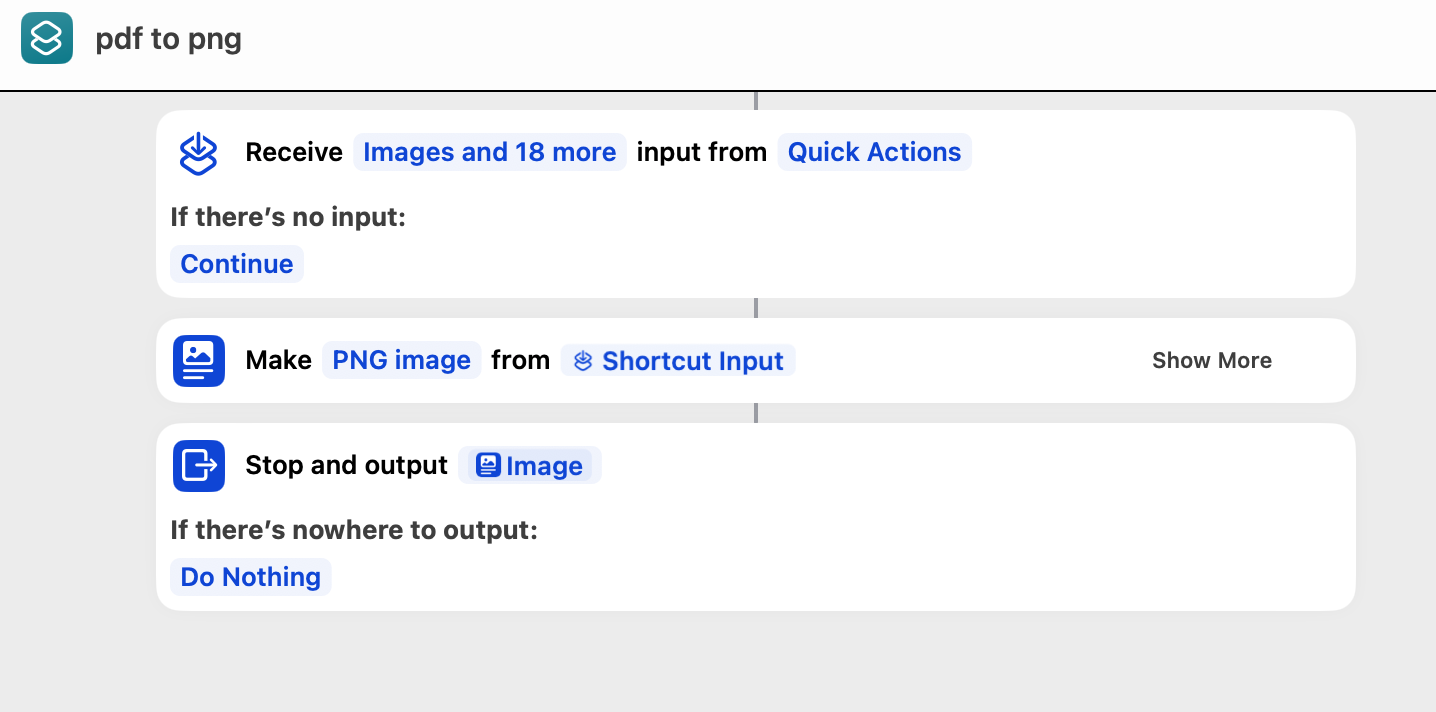 pdf to png
Receive Images and 18 more input from Quick Actions
If there’s no input:
Continue
Make PNG image from Shortcut Input Show More
Stop and output Image
If there’s nowhere to output:
Do Nothing